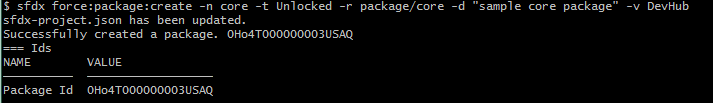 $ sfdx force:package:create -n core -t Unlocked -r package/core -d "sample core package" -v DevHub
sfdx-project.json has been updated.
Successfully created a package. 0Ho4T000000003USAQ
=== Ids
NAME VALUE
Package Id 0Ho4T000000003USAQ